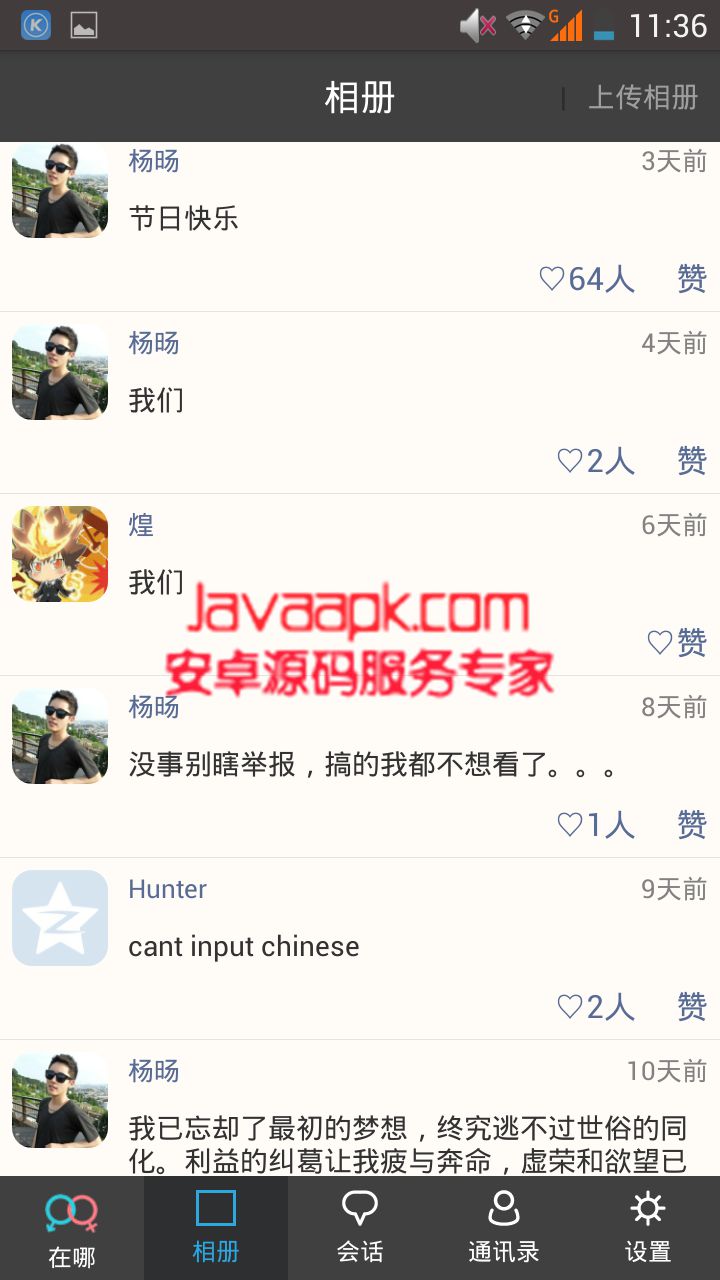 11:36
相册
上传相册
杨旸
3天前
节日快乐
♡64人 赞
杨旸
4天前
我们
♡2人 赞
煌
6天前
我们
♡赞
Javaapk.com
安卓源码服务专家
杨旸
8天前
没事别瞎举报，搞的我都不想看了。。。
♡1人 赞
Hunter
9天前
cant input chinese
♡2人 赞
杨旸
10天前
我已忘却了最初的梦想，终究逃不过世俗的同
化。利益的纠葛让我疲与奔命，虚荣和欲望已
在哪
相册
会话
通讯录
设置